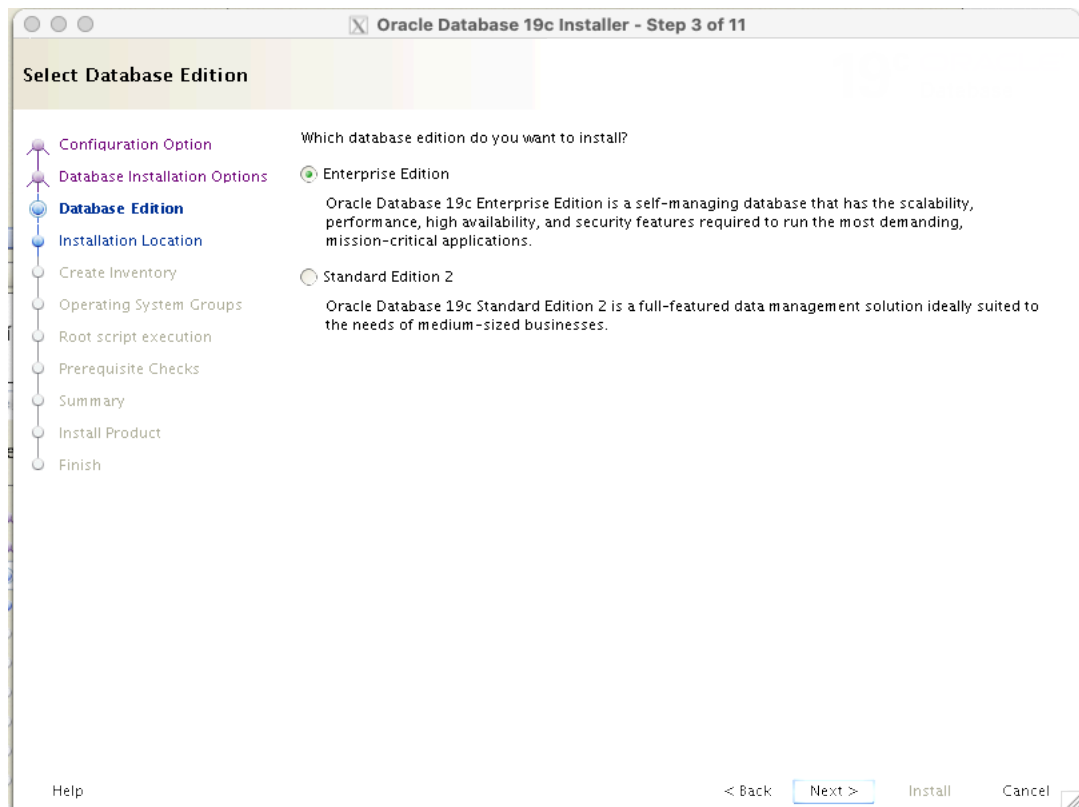 Oracle Database 19c Installer - Step 3 of 11
Select Database Edition
Configuration Option
Database Installation Options
Database Edition
Installation Location
Create Inventory
Operating System Groups
Root script execution
Prerequisite Checks
Summary
Install Product
Finish
Which database edition do you want to install?
Enterprise Edition
Oracle Database 19c Enterprise Edition is a self-managing database that has the scalability,
performance, high availability, and security features required to run the most demanding,
mission-critical applications.
Standard Edition 2
Oracle Database 19c Standard Edition 2 is a full-featured data management solution ideally suited to
the needs of medium-sized businesses.
Help
< Back
Next >
Install
Cancel